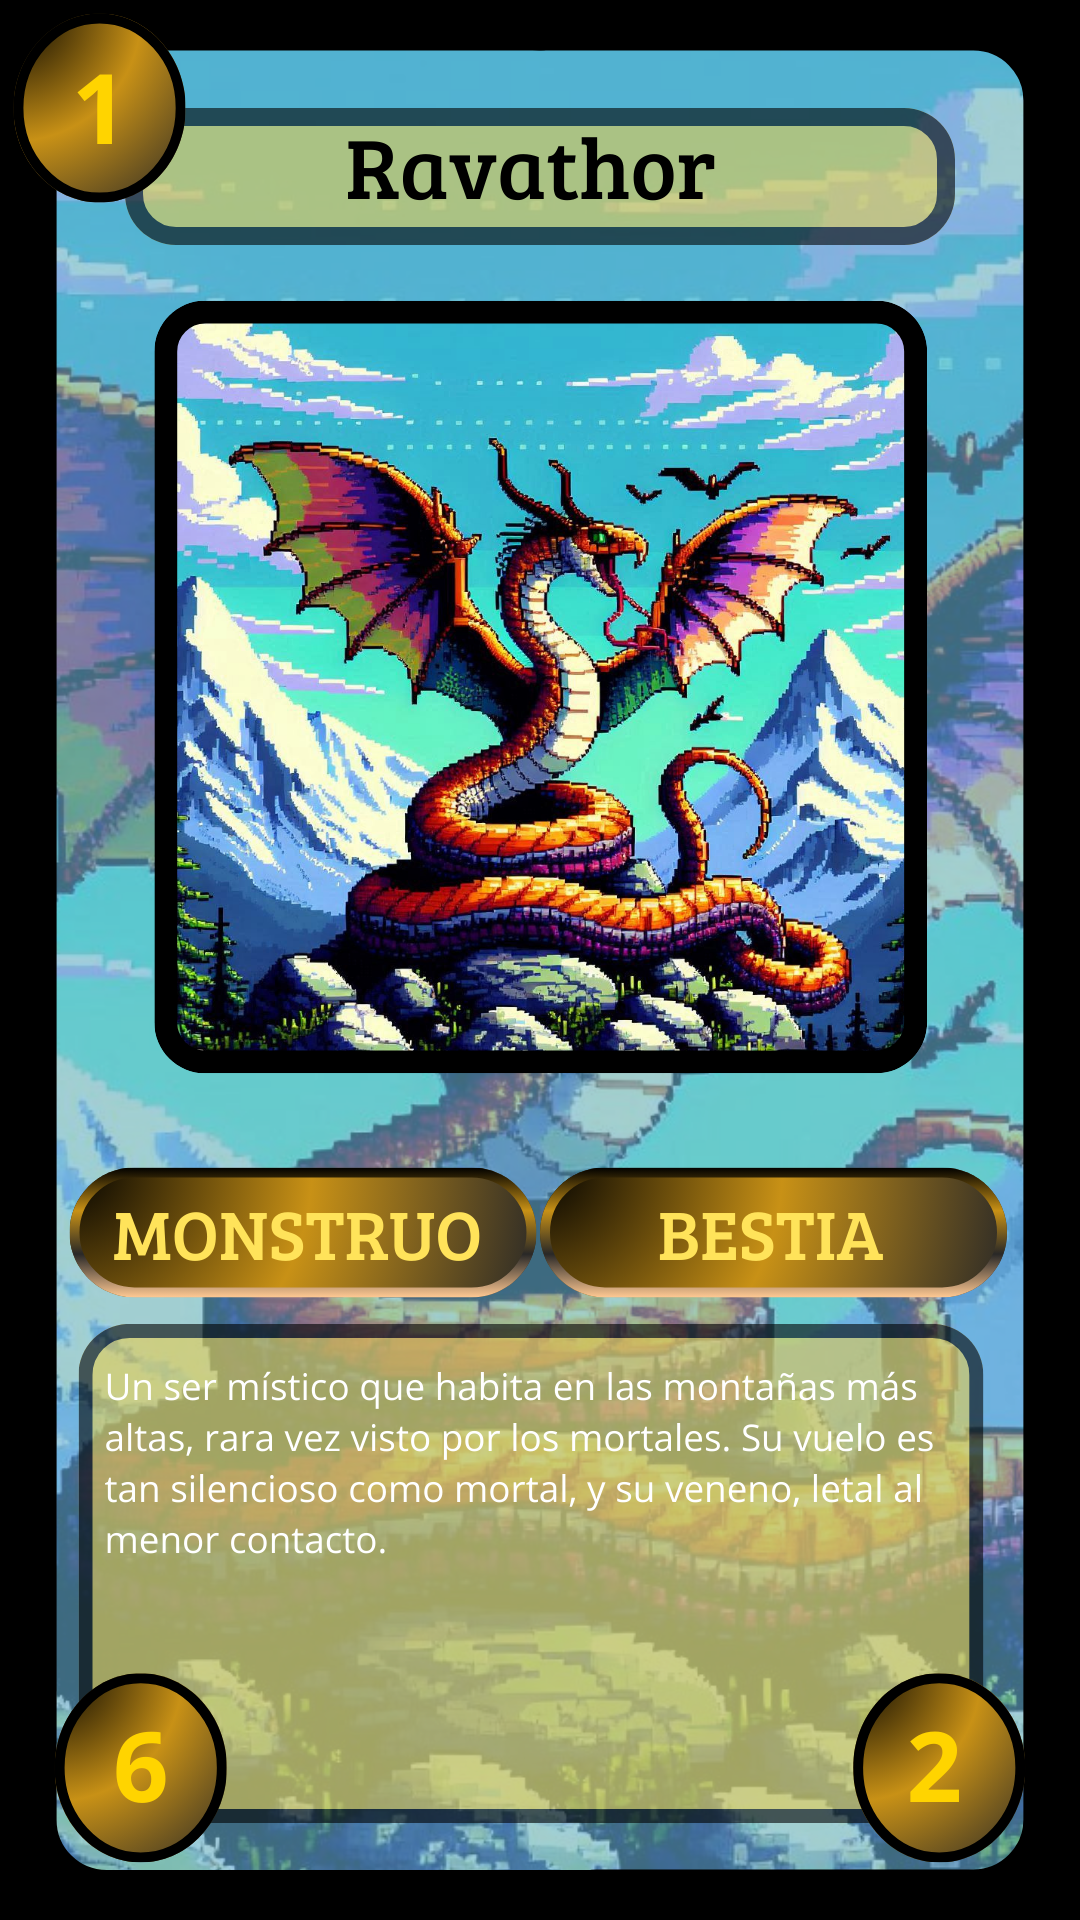 1
Ravathor
MONSTRUO
BESTIA
Un ser místico que habita en las montañas más
altas, rara vez visto por los mortales. Su vuelo es
tan silencioso como mortal, y su veneno, letal al
menor contacto.
6
2